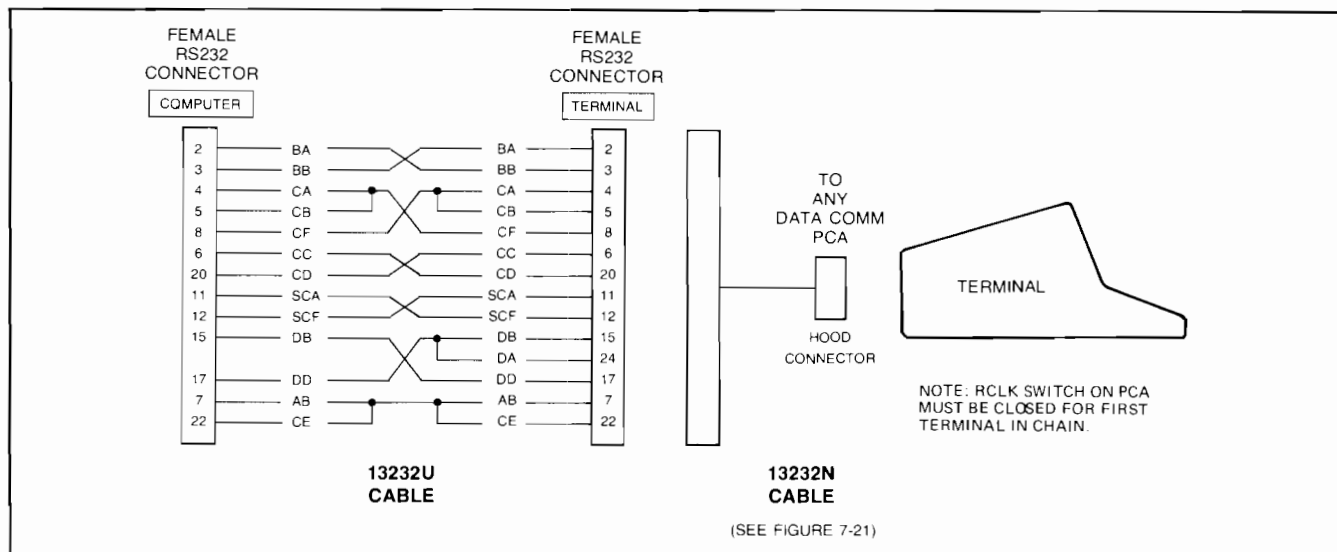 FEMALE
RS232
CONNECTOR
COMPUTER
FEMALE
RS232
CONNECTOR
TERMINAL
2 BA BA 2
3 BB BB 3
4 CA CA 4
5 CB CB 5
8 CF CF 8
6 CC CC 6
20 CD CD 20
11 SCA SCA 11
12 SCF SCF 12
15 DB DB 15
DA 24
17 DD DD 17
7 AB AB 7
22 CE CE 22
13232U
CABLE
TO
ANY
DATA COMM
PCA
HOOD
CONNECTOR
13232N
CABLE
(SEE FIGURE 7-21)
TERMINAL
NOTE: RCLK SWITCH ON PCA
MUST BE CLOSED FOR FIRST
TERMINAL IN CHAIN.